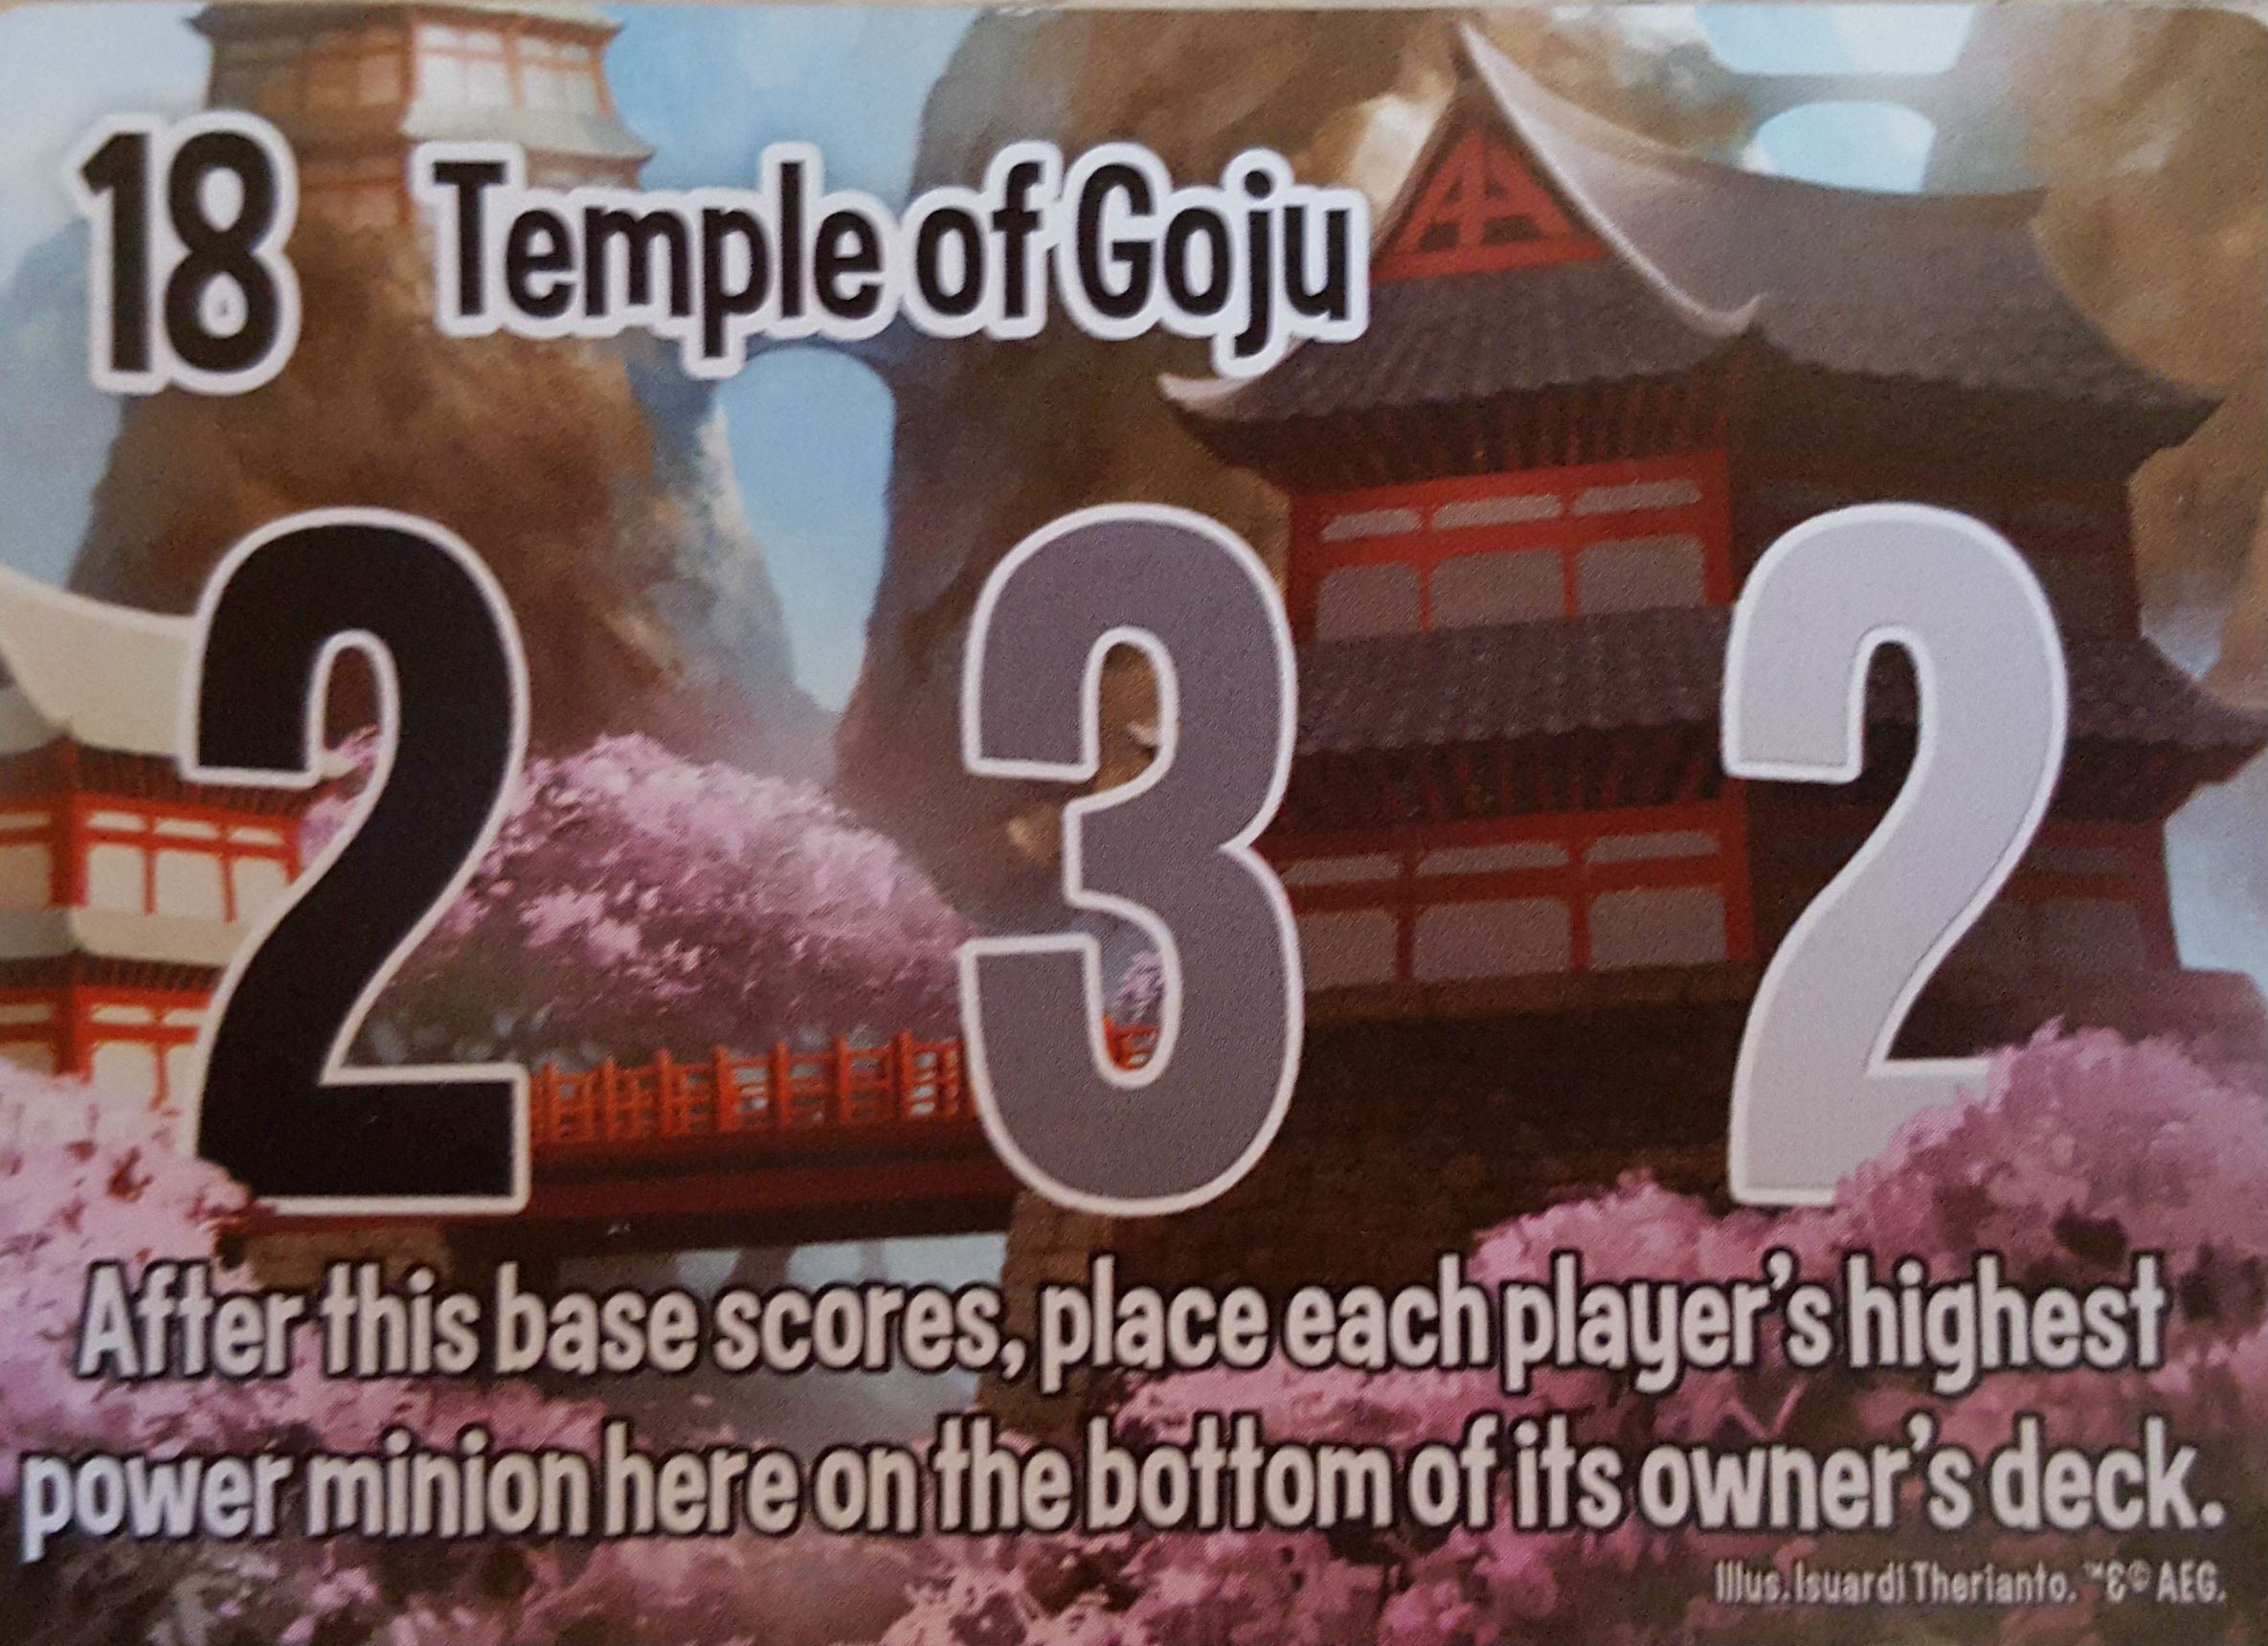 18 Temple of Goju
2 3 2
After this base scores, place each player's highest
power minion here on the bottom of its owner's deck.
Illus. Isuardi Therianto. ™&© AEG.